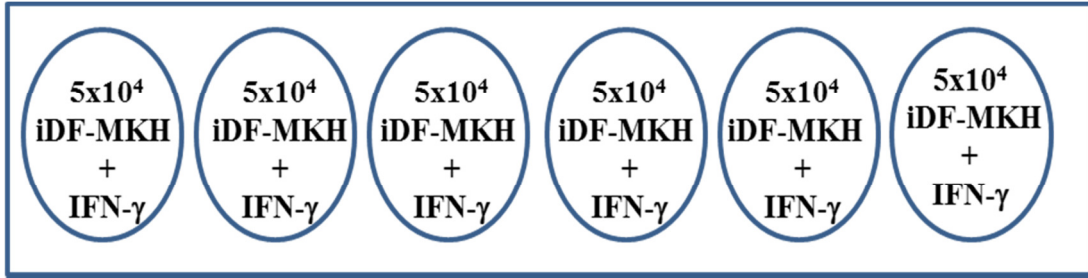 5x10⁴ 5x10⁴ 5x10⁴ 5x10⁴ 5x10⁴ 5x10⁴
iDF-MKH iDF-MKH iDF-MKH iDF-MKH iDF-MKH iDF-MKH
+ + + + + +
IFN-γ IFN-γ IFN-γ IFN-γ IFN-γ IFN-γ